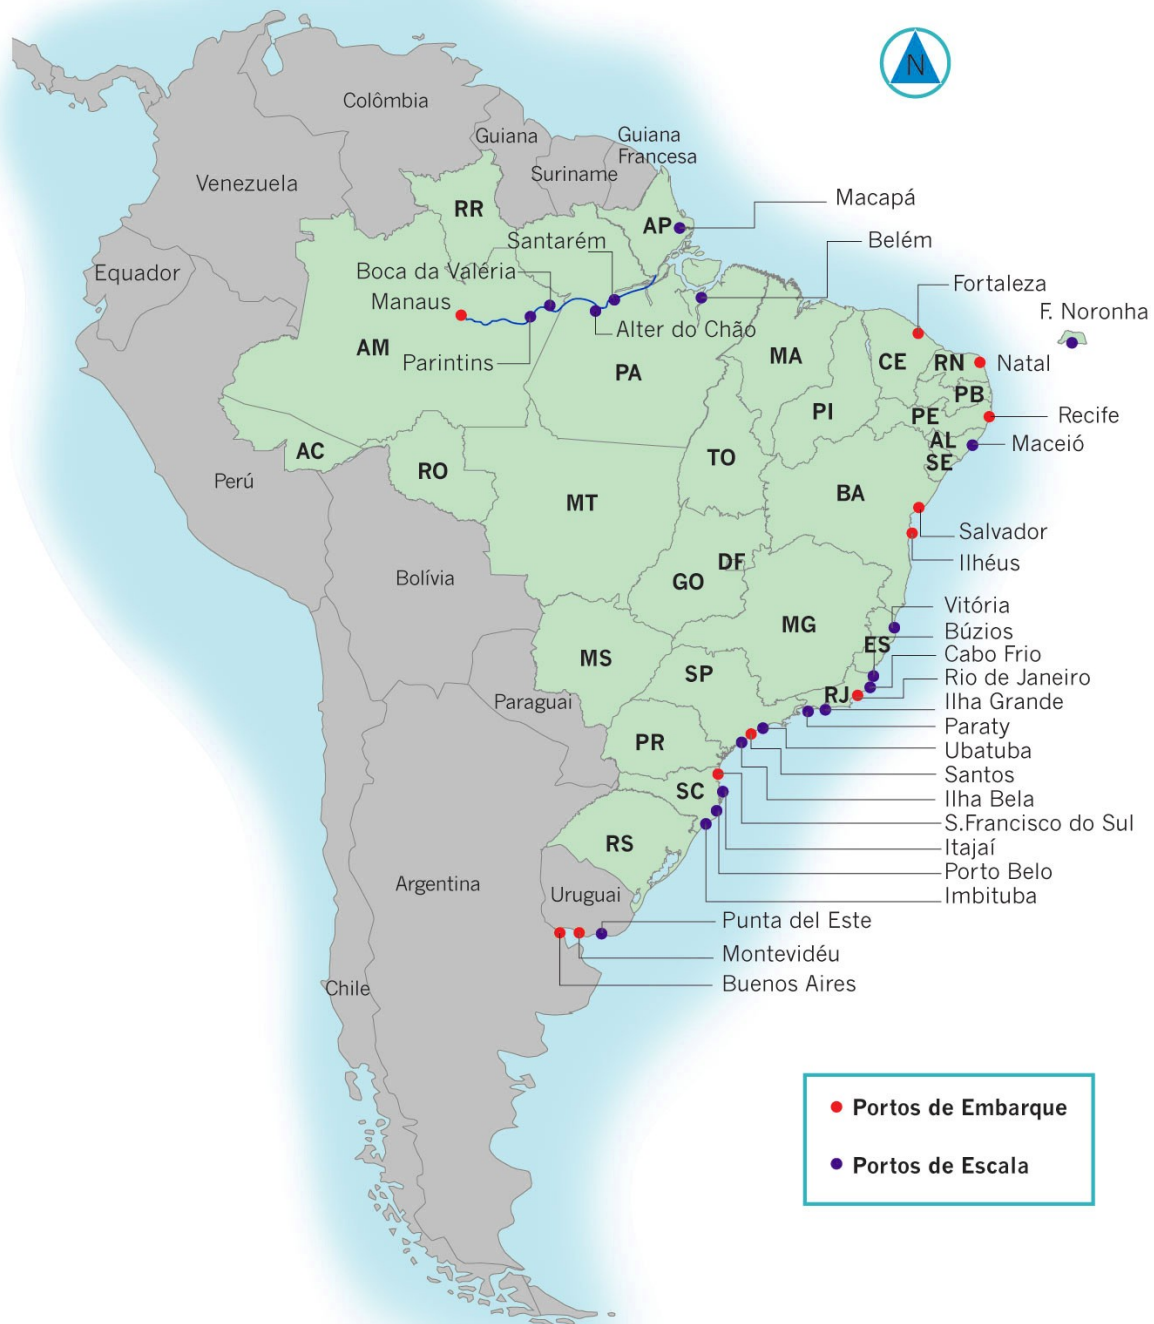 N
Colômbia
Guiana
Guiana
Francesa
Suriname
Venezuela
Macapá
RR
AP
Santarém
Belém
Equador
Boca da Valéria
Manaus
Fortaleza
F. Noronha
Alter do Chão
AM
Parintins
PA
MA
CE
RN
Natal
PB
PI
PE
Recife
AL
Maceió
SE
AC
RO
TO
Perú
MT
BA
Salvador
Ilhéus
DF
GO
Bolívia
Vitória
MG
Búzios
ES
Cabo Frio
MS
SP
Rio de Janeiro
RJ
Ilha Grande
Paraguai
Paraty
PR
Ubatuba
Santos
SC
Ilha Bela
S.Francisco do Sul
RS
Itajaí
Porto Belo
Argentina
Uruguai
Imbituba
Punta del Este
Montevidéu
Chile
Buenos Aires
Portos de Embarque
Portos de Escala